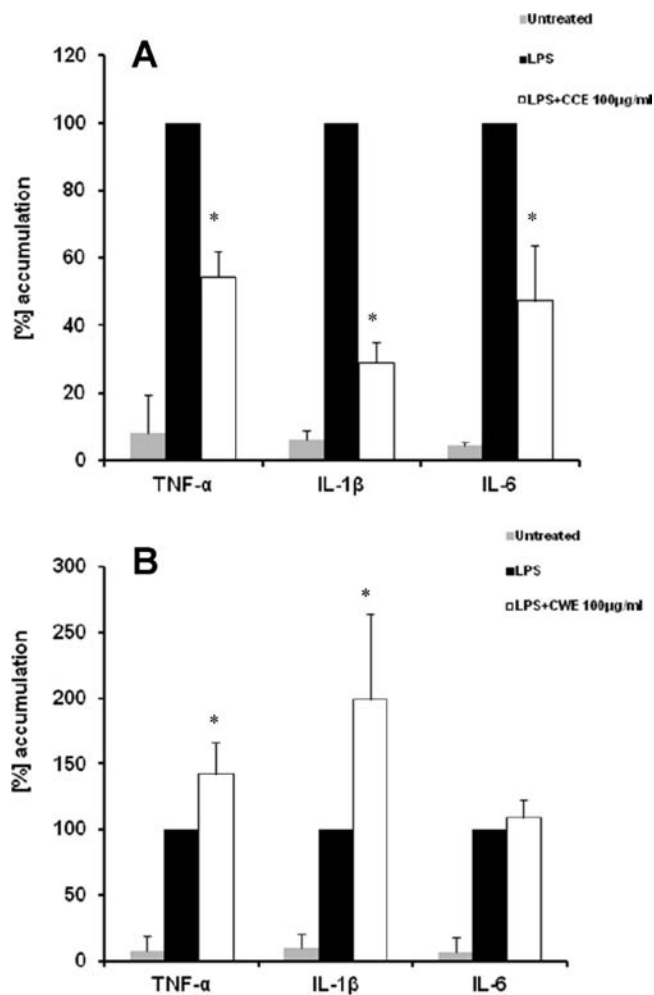 A
Untreated
LPS
LPS+CCE 100µg/ml
120
100
80
60
40
20
0
[%] accumulation
*
*
*
TNF-α
IL-1β
IL-6
B
Untreated
LPS
LPS+CWE 100µg/ml
300
250
200
150
100
50
0
[%] accumulation
*
*
TNF-α
IL-1β
IL-6